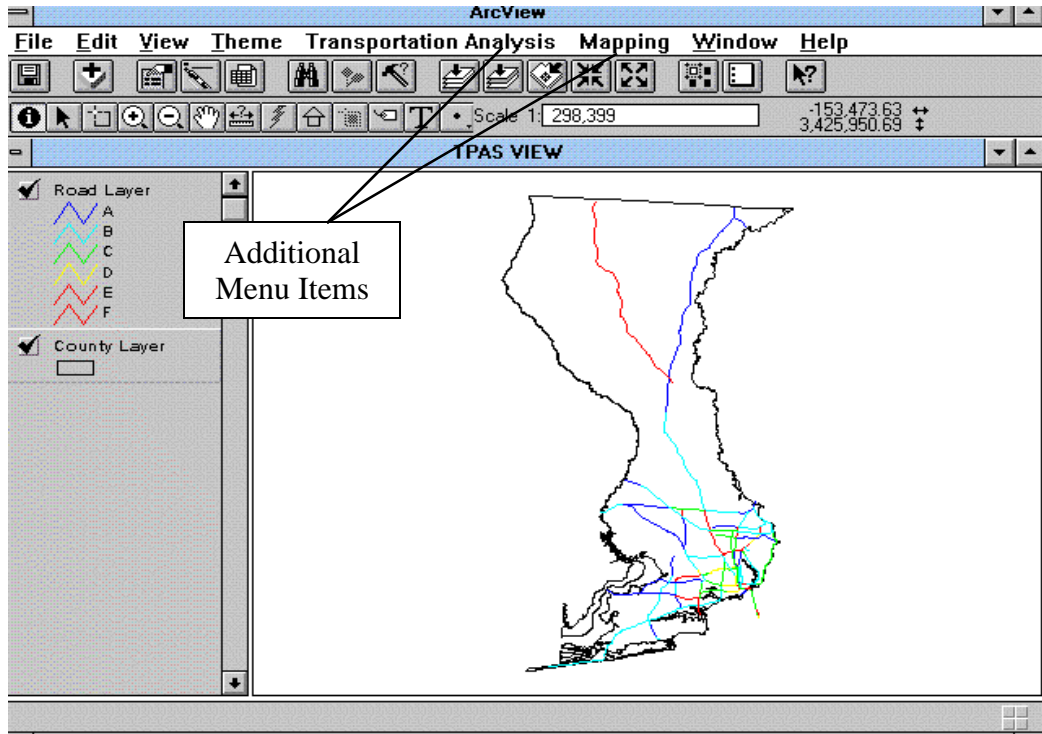 ArcView
File Edit View Theme Transportation Analysis Mapping Window Help
Scale 1: 298,399
-153,473.63
3,425,950.69
TPAS VIEW
Road Layer
A
B
C
D
E
F
County Layer
Additional
Menu Items